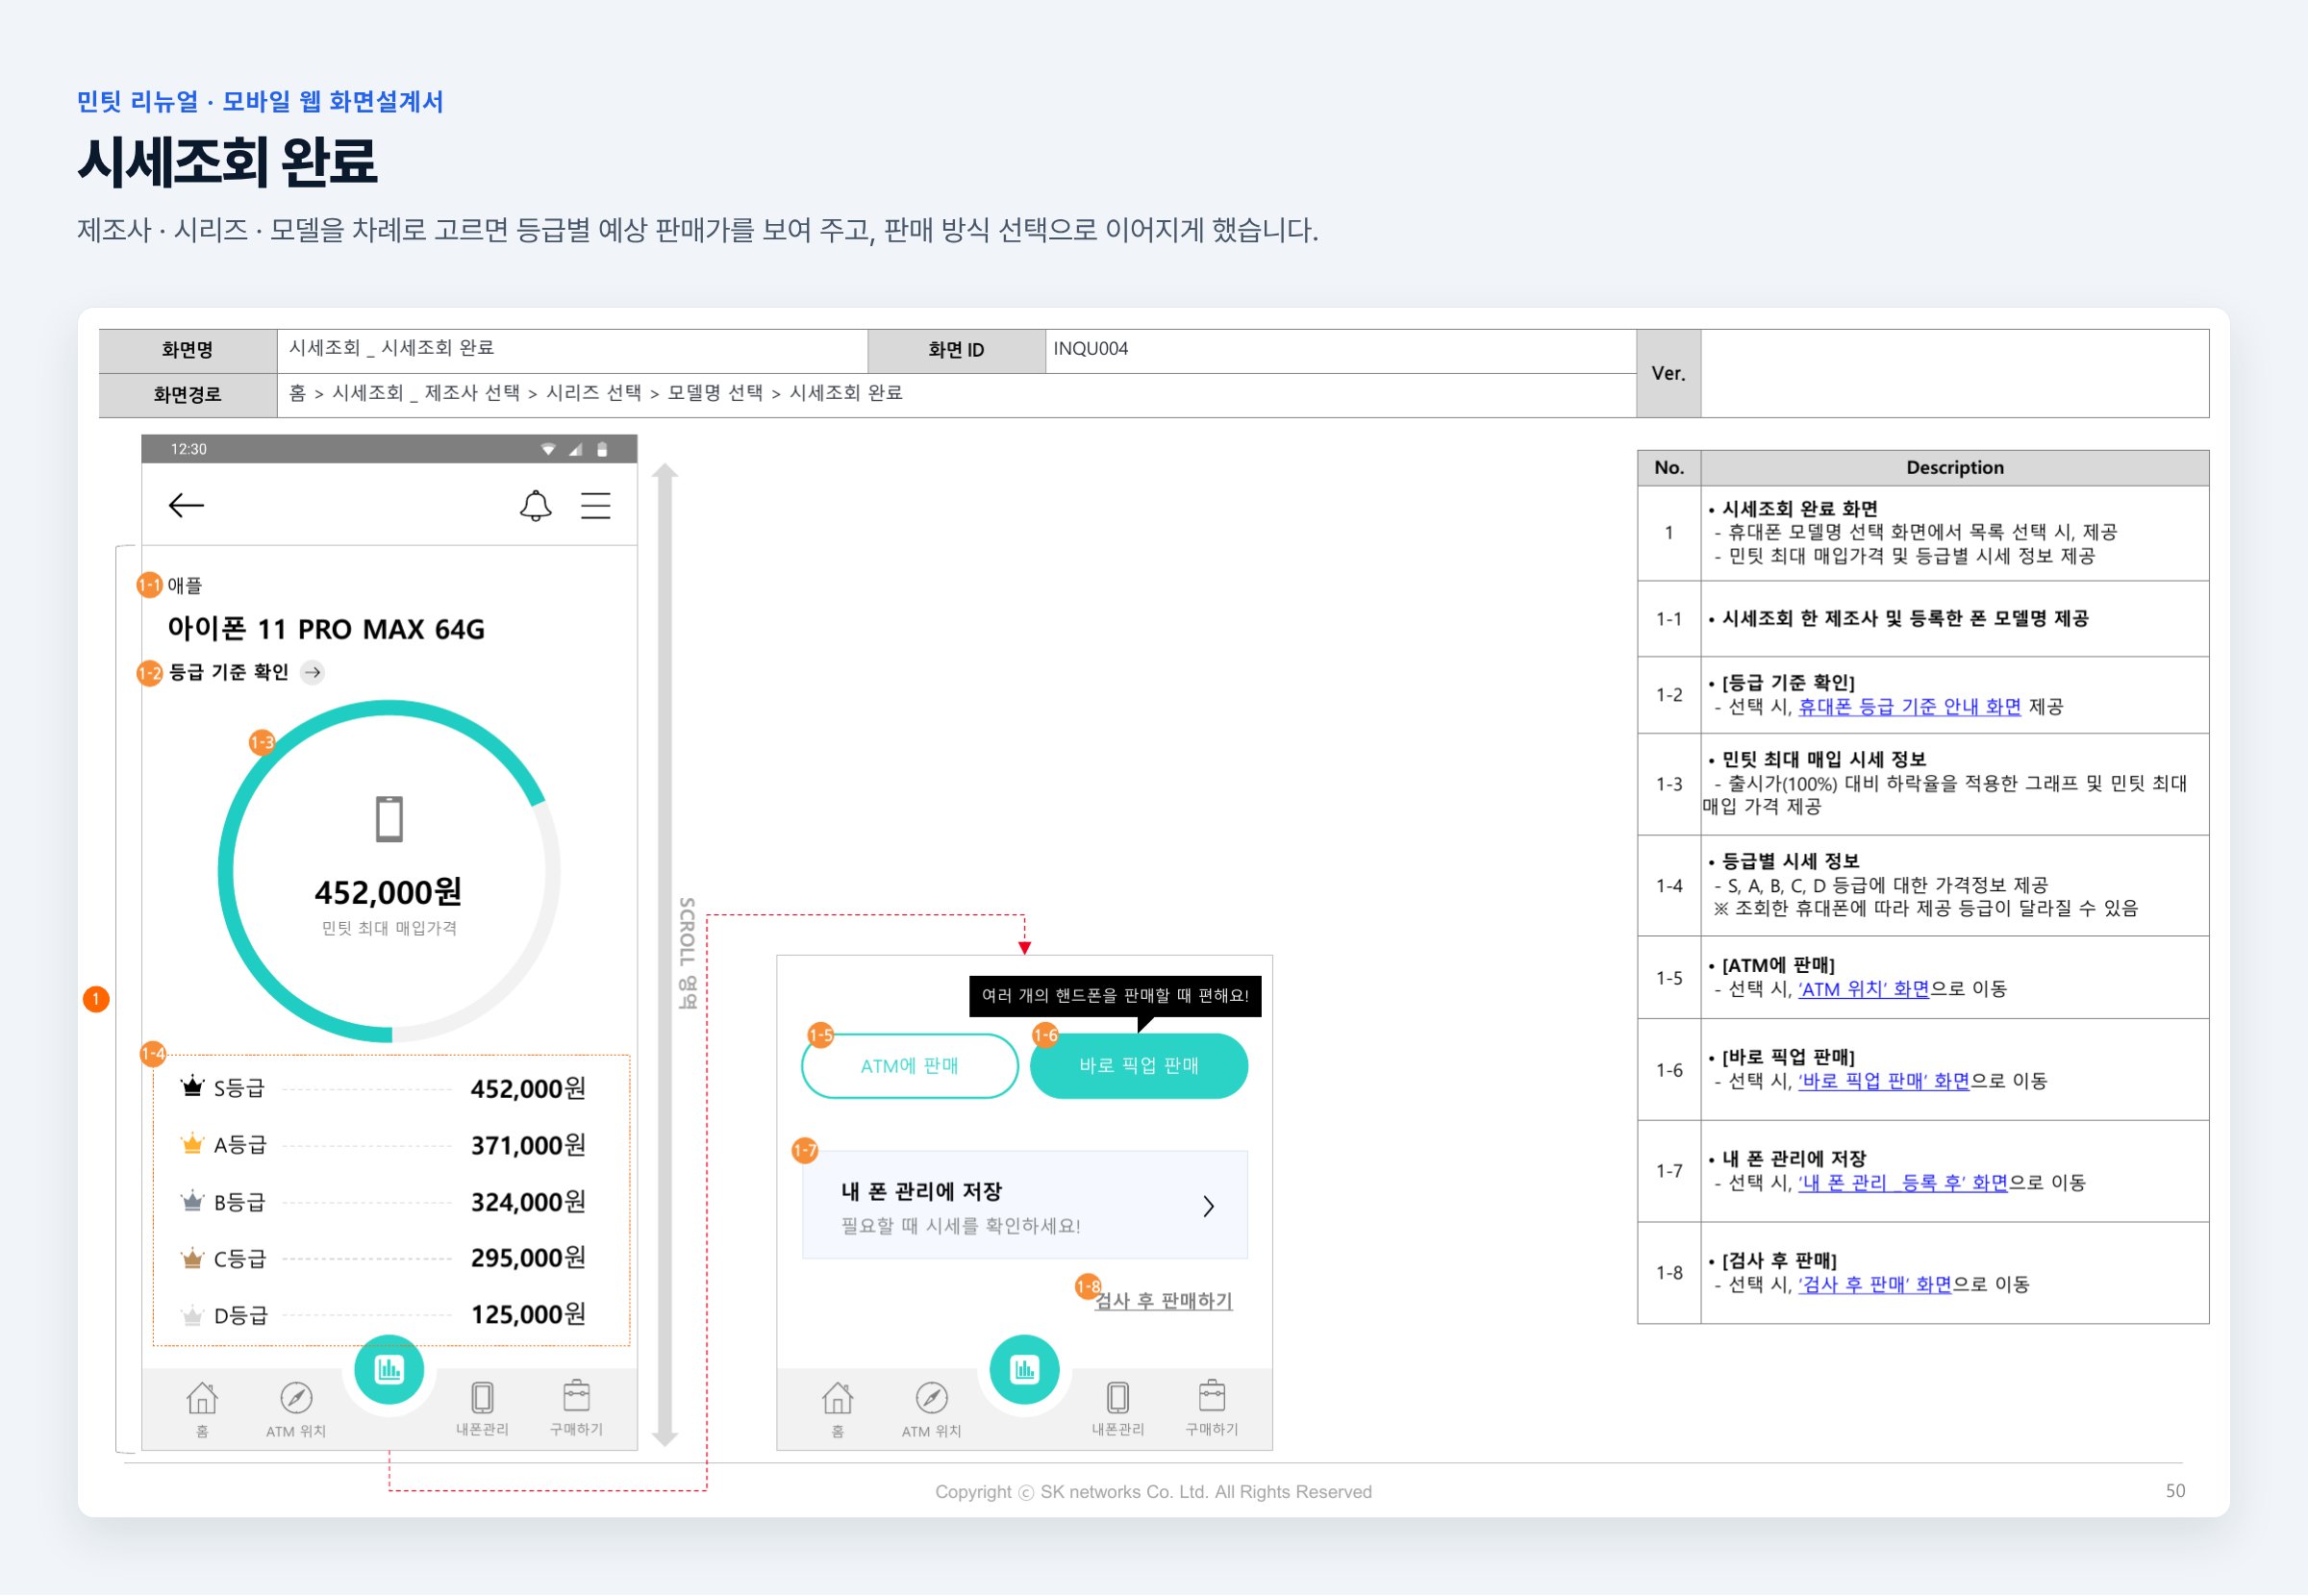 민팃 리뉴얼 · 모바일 웹 화면설계서
시세조회 완료
제조사 · 시리즈 · 모델을 차례로 고르면 등급별 예상 판매가를 보여 주고, 판매 방식 선택으로 이어지게 했습니다.
화면명
시세조회 _ 시세조회 완료
화면 ID
INQU004
Ver.
화면경로
홈 > 시세조회 _ 제조사 선택 > 시리즈 선택 > 모델명 선택 > 시세조회 완료
12:30
1
1-1 애플
아이폰 11 PRO MAX 64G
1-2 등급 기준 확인
1-3
452,000원
민팃 최대 매입가격
1-4
S등급 452,000원
A등급 371,000원
B등급 324,000원
C등급 295,000원
D등급 125,000원
홈
ATM 위치
내폰관리
구매하기
SCROLL 영역
여러 개의 핸드폰을 판매할 때 편해요!
1-5
ATM에 판매
1-6
바로 픽업 판매
1-7
내 폰 관리에 저장
필요할 때 시세를 확인하세요!
1-8
검사 후 판매하기
홈
ATM 위치
내폰관리
구매하기
No.
Description
1
• 시세조회 완료 화면
- 휴대폰 모델명 선택 화면에서 목록 선택 시, 제공
- 민팃 최대 매입가격 및 등급별 시세 정보 제공
1-1
• 시세조회 한 제조사 및 등록한 폰 모델명 제공
1-2
• [등급 기준 확인]
- 선택 시, 휴대폰 등급 기준 안내 화면 제공
1-3
• 민팃 최대 매입 시세 정보
- 출시가(100%) 대비 하락율을 적용한 그래프 및 민팃 최대
매입 가격 제공
1-4
• 등급별 시세 정보
- S, A, B, C, D 등급에 대한 가격정보 제공
※ 조회한 휴대폰에 따라 제공 등급이 달라질 수 있음
1-5
• [ATM에 판매]
- 선택 시, ‘ATM 위치’ 화면으로 이동
1-6
• [바로 픽업 판매]
- 선택 시, ‘바로 픽업 판매’ 화면으로 이동
1-7
• 내 폰 관리에 저장
- 선택 시, ‘내 폰 관리 _등록 후’ 화면으로 이동
1-8
• [검사 후 판매]
- 선택 시, ‘검사 후 판매’ 화면으로 이동
Copyright ⓒ SK networks Co. Ltd. All Rights Reserved
50